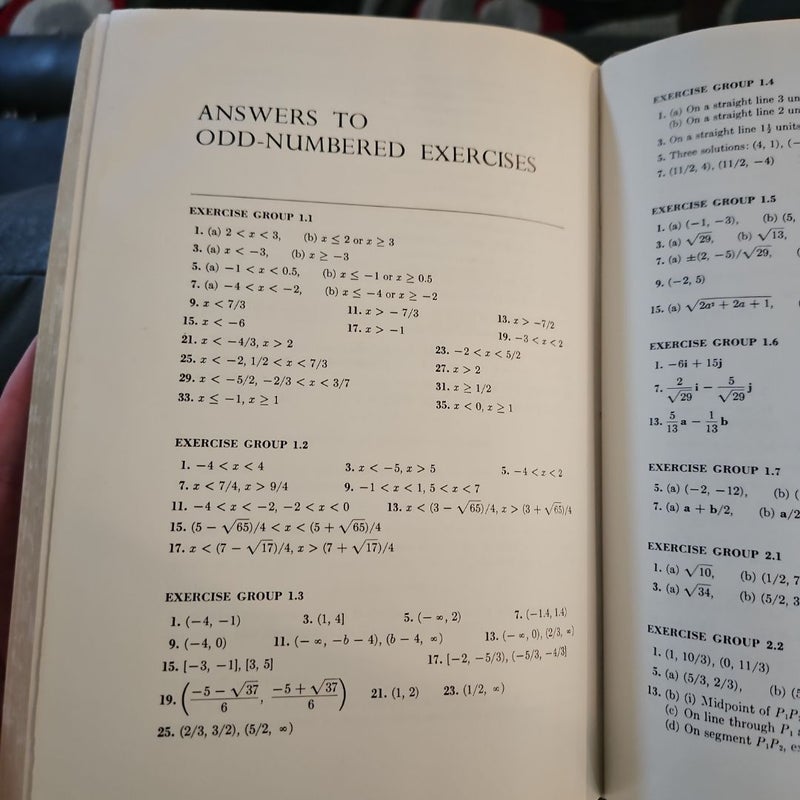 ANSWERS TO
ODD-NUMBERED EXERCISES
EXERCISE GROUP 1.1
1. (a) 2 < x < 3, (b) x ≤ 2 or x ≥ 3
3. (a) x < −3, (b) x ≥ −3
5. (a) −1 < x < 0.5, (b) x ≤ −1 or x ≥ 0.5
7. (a) −4 < x < −2, (b) x ≤ −4 or x ≥ −2
9. x < 7/3 11. x > − 7/3 13. x > −7/2
15. x < −6 17. x > −1 19. −3 < x < 2
21. x < −4/3, x > 2 23. −2 < x < 5/2
25. x < −2, 1/2 < x < 7/3 27. x > 2
29. x < −5/2, −2/3 < x < 3/7 31. x ≥ 1/2
33. x ≤ −1, x ≥ 1 35. x < 0, x ≥ 1
EXERCISE GROUP 1.2
1. −4 < x < 4 3. x < −5, x > 5 5. −4 < x < 2
7. x < 7/4, x > 9/4 9. −1 < x < 1, 5 < x < 7
11. −4 < x < −2, −2 < x < 0 13. x < (3 − √65)/4, x > (3 + √65)/4
15. (5 − √65)/4 < x < (5 + √65)/4
17. x < (7 − √17)/4, x > (7 + √17)/4
EXERCISE GROUP 1.3
1. (−4, −1) 3. (1, 4] 5. (− ∞, 2) 7. (−1.4, 1.4)
9. (−4, 0) 11. (− ∞, −b − 4), (b − 4, ∞) 13. (− ∞, 0), (2/3, ∞)
15. [−3, −1], [3, 5] 17. [−2, −5/3), (−5/3, −4/3]
19. ((−5 − √37)/6, (−5 + √37)/6) 21. (1, 2) 23. (1/2, ∞)
25. (2/3, 3/2), (5/2, ∞)
EXERCISE GROUP 1.4
1. (a) On a straight line 3
(b) On a straight line 2
3. On a straight line 1½ units
5. Three solutions: (4, 1),
7. (11/2, 4), (11/2, −4)
EXERCISE GROUP 1.5
1. (a) (−1, −3), (b) (5,
3. (a) √29, (b) √13,
7. (a) ±(2, −5)/√29,
9. (−2, 5)
15. (a) √2a² + 2a + 1,
EXERCISE GROUP 1.6
1. −6i + 15j
7. 2/√29 i − 5/√29 j
13. 5/13 a − 1/13 b
EXERCISE GROUP 1.7
5. (a) (−2, −12), (b) (
7. (a) a + b/2, (b) a/2
EXERCISE GROUP 2.1
1. (a) √10, (b) (1/2, 7
3. (a) √34, (b) (5/2, 3
EXERCISE GROUP 2.2
1. (1, 10/3), (0, 11/3)
5. (a) (5/3, 2/3), (b) (5
13. (b) (i) Midpoint of P₁P
(c) On line through P₁
(d) On segment P₁P₂,